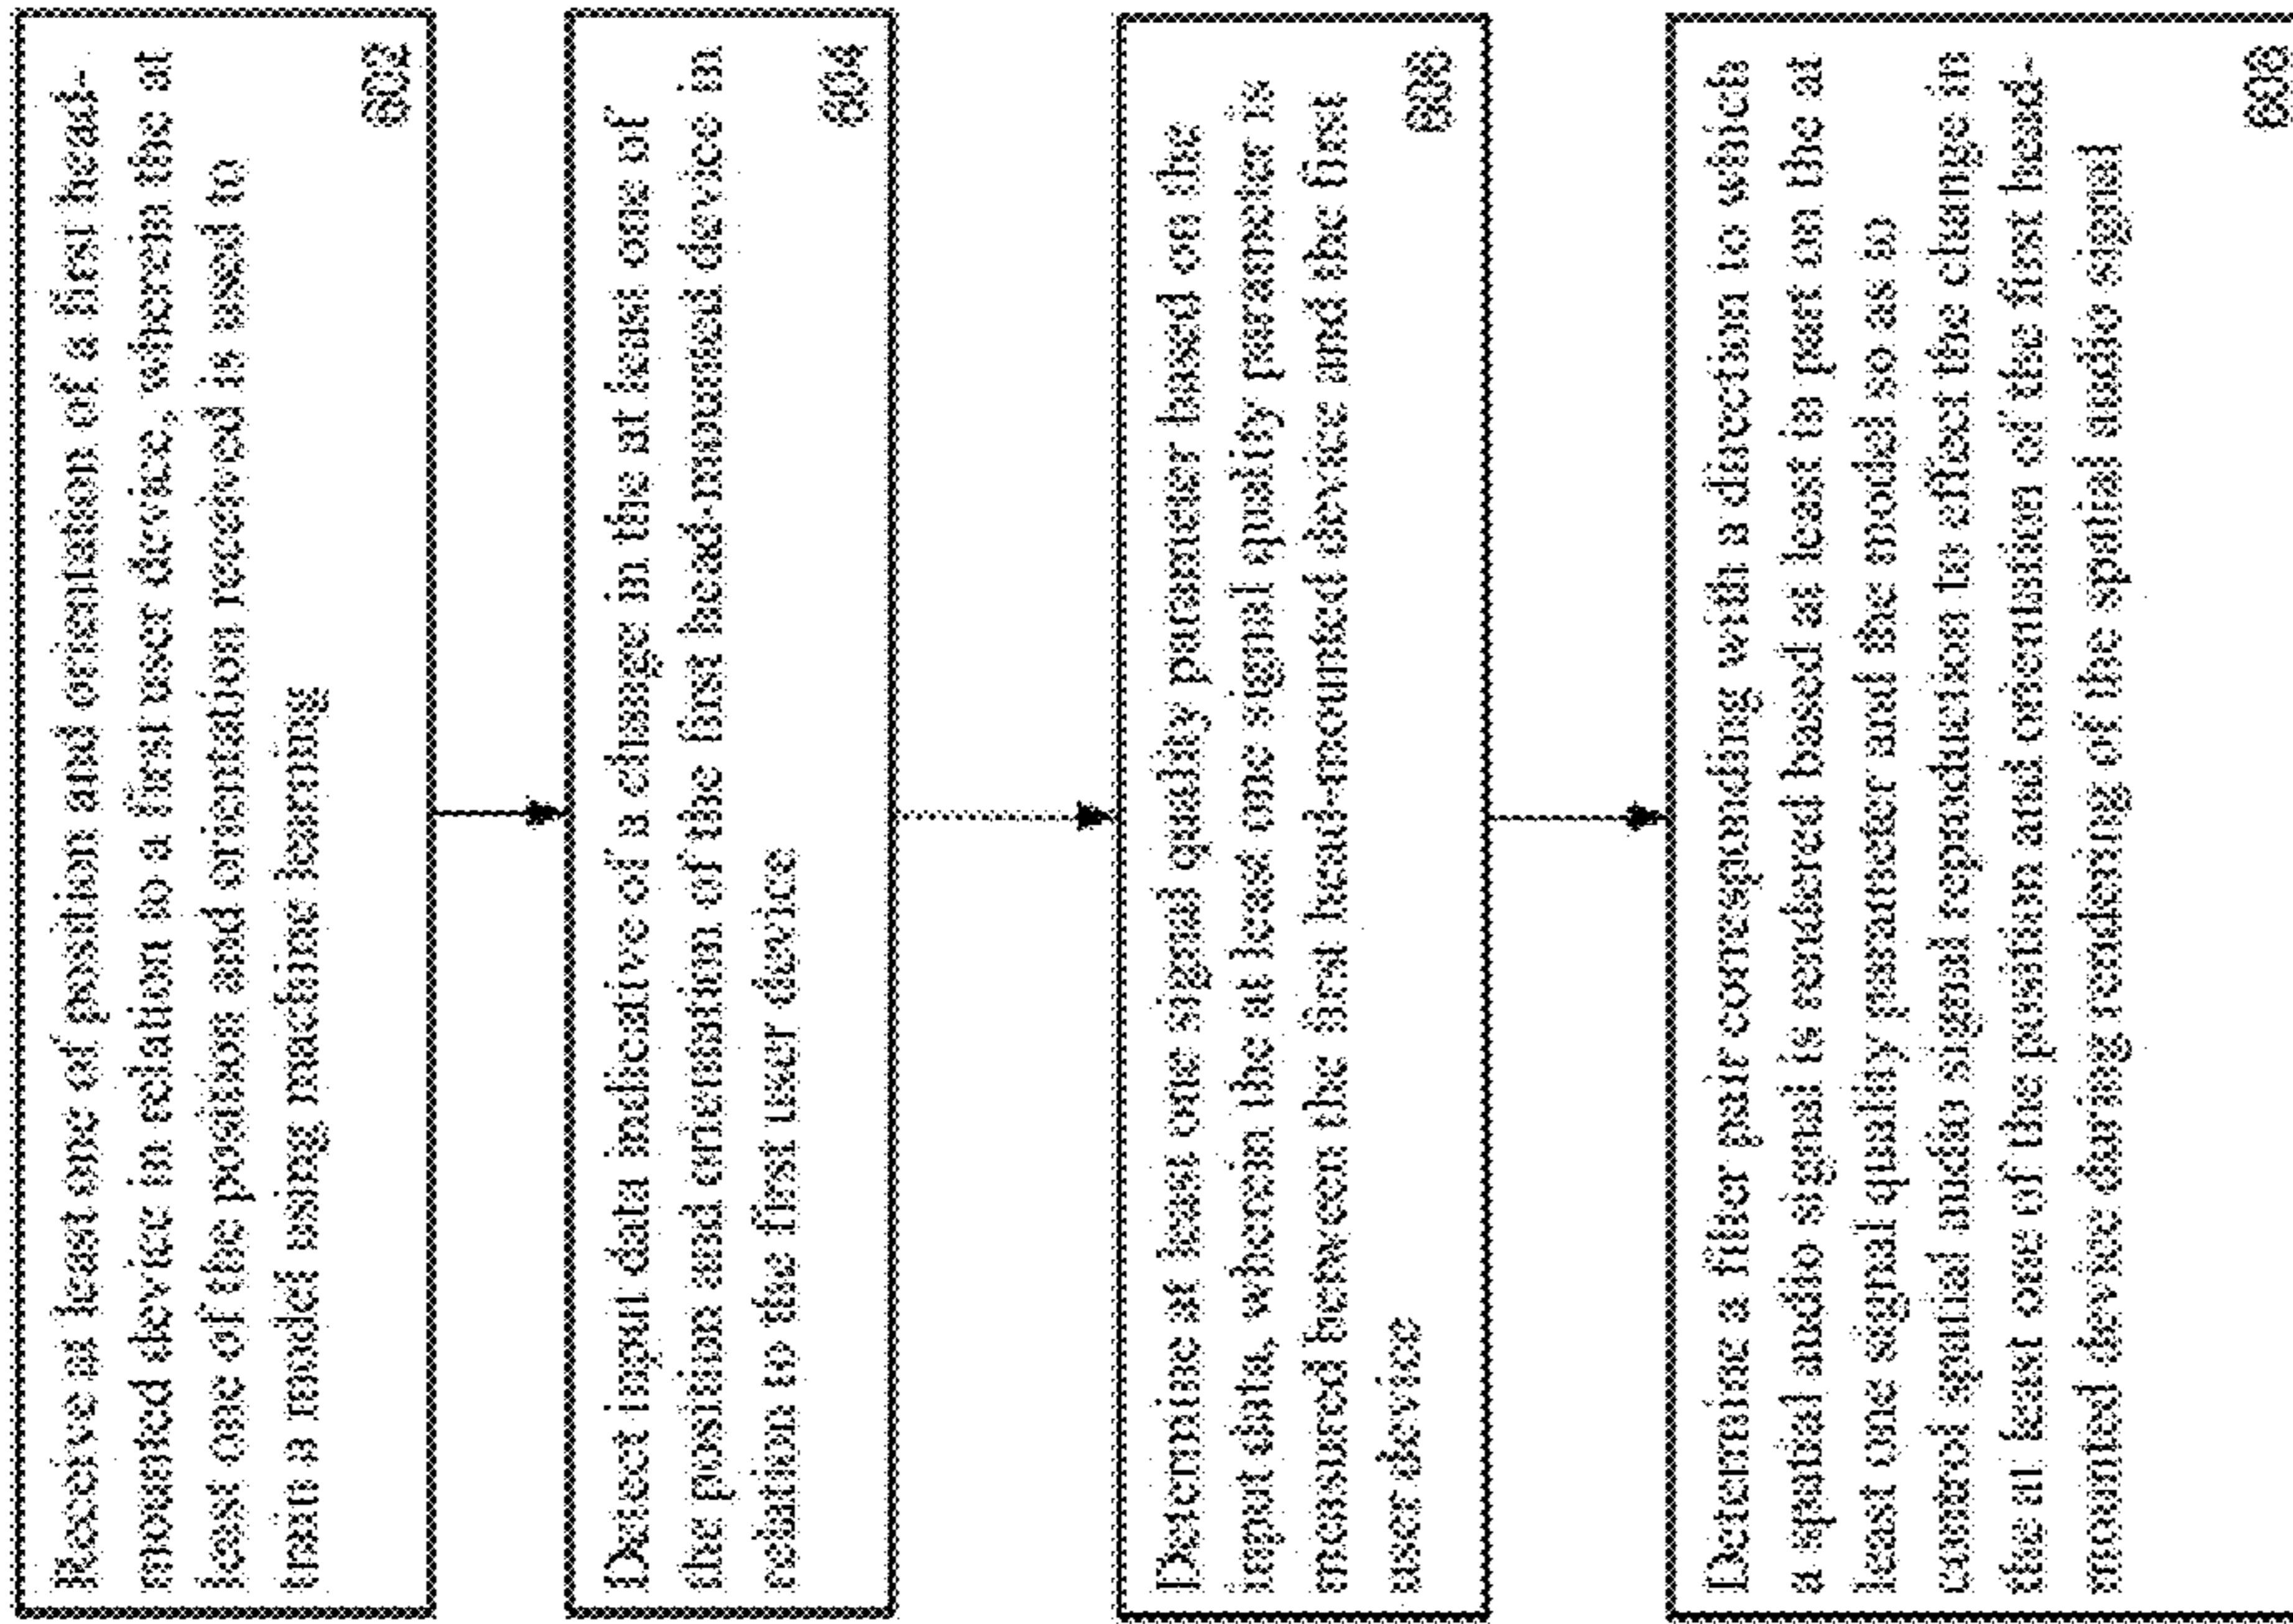 Receive at least one of position and orientation of a first head-
mounted device in relation to a first user device, wherein the at
least one of the position and orientation received is used to
train a model using machine learning
602
Detect input data indicative of a change in the at least one of
the position and orientation of the first head-mounted device in
relation to the first user device
604
Determine at least one signal quality parameter based on the
input data, wherein the at least one signal quality parameter is
measured between the first head-mounted device and the first
user device
606
Determine a filter pair corresponding with a direction to which
a spatial audio signal is rendered based at least in part on the at
least one signal quality parameter and the model so as to
control spatial audio signal reproduction to effect the change in
the at least one of the position and orientation of the first head-
mounted device during rendering of the spatial audio signal
608